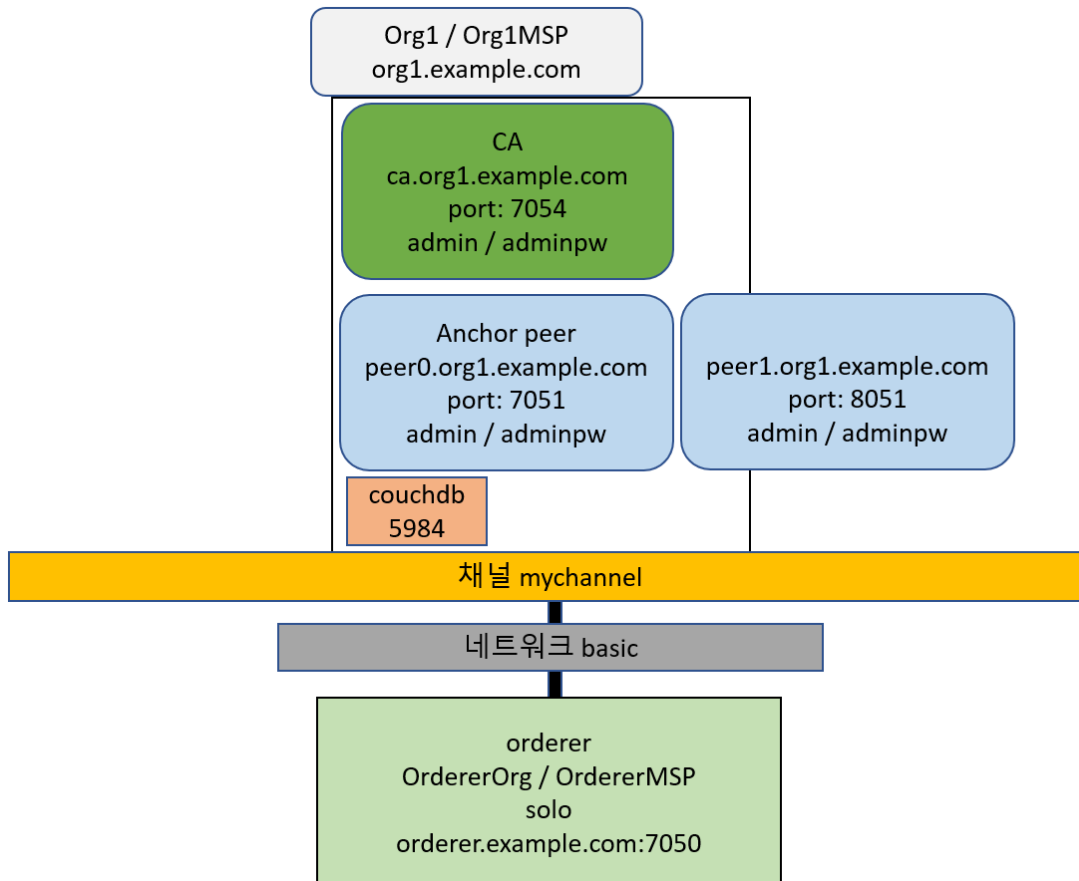 Org1 / Org1MSP
org1.example.com
CA
ca.org1.example.com
port: 7054
admin / adminpw
Anchor peer
peer0.org1.example.com
port: 7051
admin / adminpw
peer1.org1.example.com
port: 8051
admin / adminpw
couchdb
5984
채널 mychannel
네트워크 basic
orderer
OrdererOrg / OrdererMSP
solo
orderer.example.com:7050